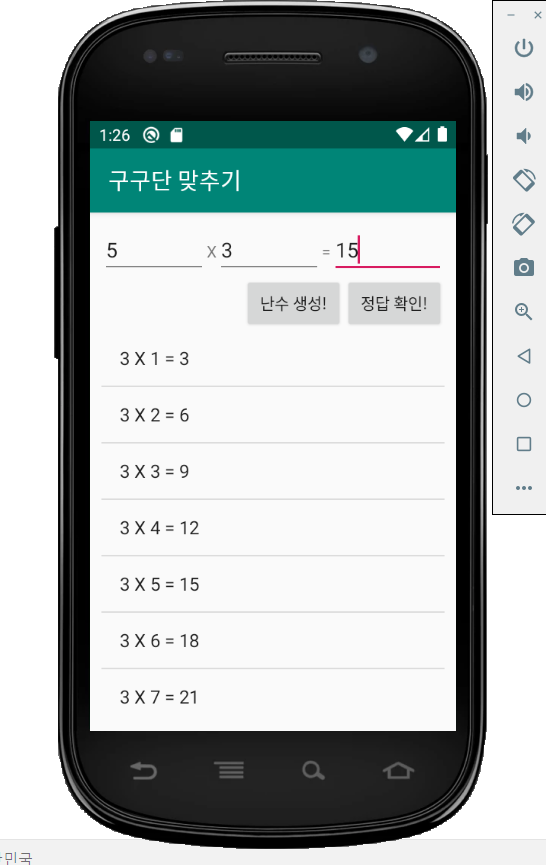 1:26
구구단 맞추기
5 X 3 = 15
난수 생성! 정답 확인!
3 X 1 = 3
3 X 2 = 6
3 X 3 = 9
3 X 4 = 12
3 X 5 = 15
3 X 6 = 18
3 X 7 = 21
민국